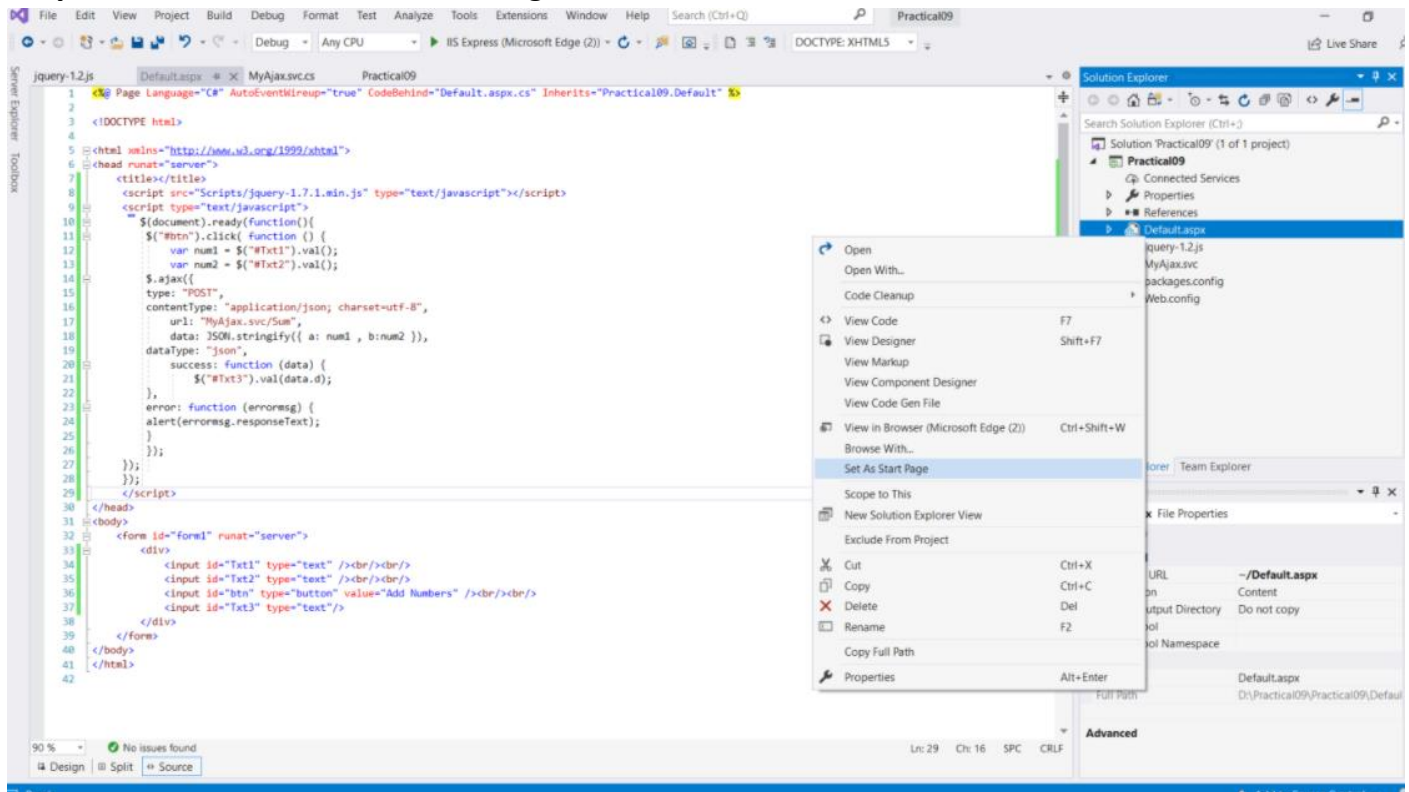 File Edit View Project Build Debug Format Test Analyze Tools Extensions Window Help Search (Ctrl+Q) Practical09
Debug Any CPU IIS Express (Microsoft Edge (2)) DOCTYPE: XHTML5 Live Share
Server Explorer
Toolbox
jquery-1.2.js Default.aspx MyAjax.svc.cs Practical09
1 <%@ Page Language="C#" AutoEventWireup="true" CodeBehind="Default.aspx.cs" Inherits="Practical09.Default" %>
2
3 <!DOCTYPE html>
4
5 <html xmlns="http://www.w3.org/1999/xhtml">
6 <head runat="server">
7 <title></title>
8 <script src="Scripts/jquery-1.7.1.min.js" type="text/javascript"></script>
9 <script type="text/javascript">
10 $(document).ready(function(){
11 $("#btn").click( function () {
12 var num1 = $("#Txt1").val();
13 var num2 = $("#Txt2").val();
14 $.ajax({
15 type: "POST",
16 contentType: "application/json; charset=utf-8",
17 url: "MyAjax.svc/Sum",
18 data: JSON.stringify({ a: num1 , b:num2 }),
19 dataType: "json",
20 success: function (data) {
21 $("#Txt3").val(data.d);
22 },
23 error: function (errormsg) {
24 alert(errormsg.responseText);
25 }
26 });
27 });
28 });
29 </script>
30 </head>
31 <body>
32 <form id="form1" runat="server">
33 <div>
34 <input id="Txt1" type="text" /><br/><br/>
35 <input id="Txt2" type="text" /><br/><br/>
36 <input id="btn" type="button" value="Add Numbers" /><br/><br/>
37 <input id="Txt3" type="text"/>
38 </div>
39 </form>
40 </body>
41 </html>
42
90 % No issues found Ln: 29 Ch: 16 SPC CRLF
Design Split Source
Open
Open With...
Code Cleanup
View Code F7
View Designer Shift+F7
View Markup
View Component Designer
View Code Gen File
View in Browser (Microsoft Edge (2)) Ctrl+Shift+W
Browse With...
Set As Start Page
Scope to This
New Solution Explorer View
Exclude From Project
Cut Ctrl+X
Copy Ctrl+C
Delete Del
Rename F2
Copy Full Path
Properties Alt+Enter
Solution Explorer
Search Solution Explorer (Ctrl+;)
Solution 'Practical09' (1 of 1 project)
Practical09
Connected Services
Properties
References
Default.aspx
jquery-1.2.js
MyAjax.svc
packages.config
Web.config
Team Explorer
File Properties
URL ~/Default.aspx
Content
Output Directory Do not copy
Namespace
Default.aspx
Full Path D:\Practical09\Practical09\Defaul
Advanced